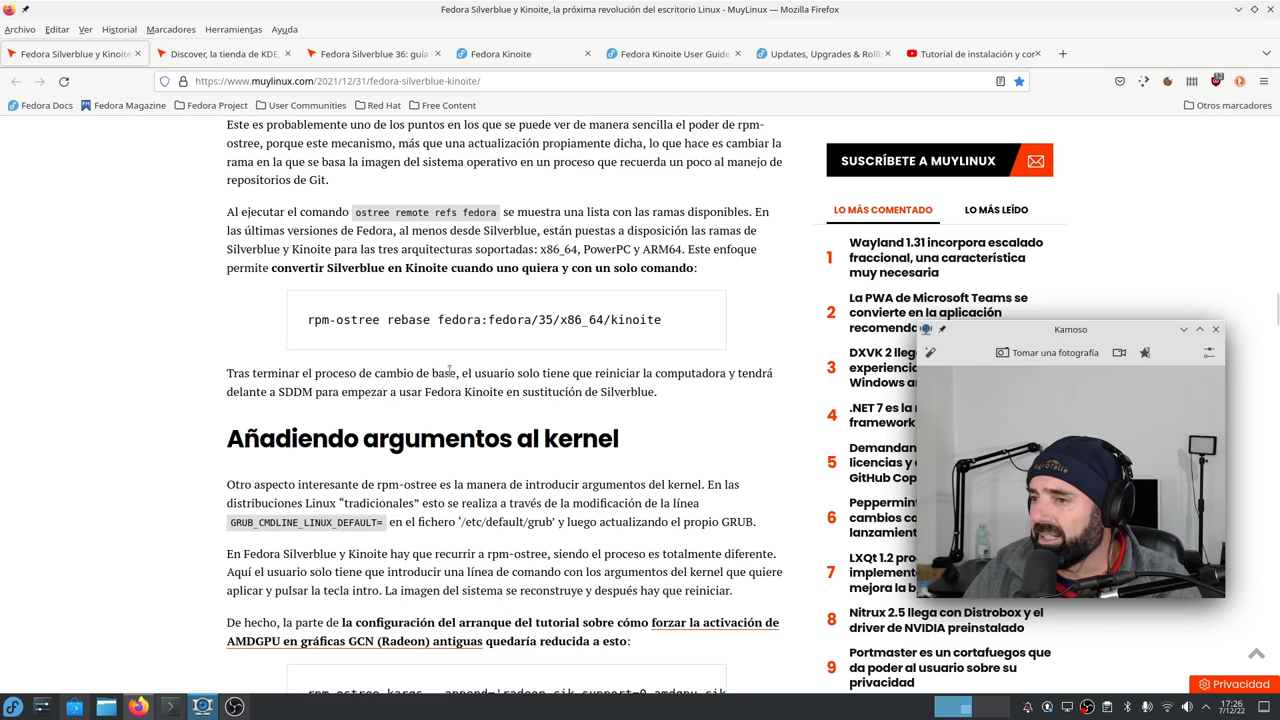 Fedora Silverblue y Kinoite, la próxima revolución del escritorio Linux - MuyLinux — Mozilla Firefox
Archivo Editar Ver Historial Marcadores Herramientas Ayuda
Fedora Silverblue y Kinoite
Discover, la tienda de KDE,
Fedora Silverblue 36: guía
Fedora Kinoite
Fedora Kinoite User Guide
Updates, Upgrades & Rollb
Tutorial de instalación y con
https://www.muylinux.com/2021/12/31/fedora-silverblue-kinoite/
Fedora Docs Fedora Magazine Fedora Project User Communities Red Hat Free Content Otros marcadores
Este es probablemente uno de los puntos en los que se puede ver de manera sencilla el poder de rpm-
ostree, porque este mecanismo, más que una actualización propiamente dicha, lo que hace es cambiar la
rama en la que se basa la imagen del sistema operativo en un proceso que recuerda un poco al manejo de
repositorios de Git.
Al ejecutar el comando ostree remote refs fedora se muestra una lista con las ramas disponibles. En
las últimas versiones de Fedora, al menos desde Silverblue, están puestas a disposición las ramas de
Silverblue y Kinoite para las tres arquitecturas soportadas: x86_64, PowerPC y ARM64. Este enfoque
permite convertir Silverblue en Kinoite cuando uno quiera y con un solo comando:
rpm-ostree rebase fedora:fedora/35/x86_64/kinoite
Tras terminar el proceso de cambio de base, el usuario solo tiene que reiniciar la computadora y tendrá
delante a SDDM para empezar a usar Fedora Kinoite en sustitución de Silverblue.
Añadiendo argumentos al kernel
Otro aspecto interesante de rpm-ostree es la manera de introducir argumentos del kernel. En las
distribuciones Linux “tradicionales” esto se realiza a través de la modificación de la línea
GRUB_CMDLINE_LINUX_DEFAULT= en el fichero ‘/etc/default/grub’ y luego actualizando el propio GRUB.
En Fedora Silverblue y Kinoite hay que recurrir a rpm-ostree, siendo el proceso es totalmente diferente.
Aquí el usuario solo tiene que introducir una línea de comando con los argumentos del kernel que quiere
aplicar y pulsar la tecla intro. La imagen del sistema se reconstruye y después hay que reiniciar.
De hecho, la parte de la configuración del arranque del tutorial sobre cómo forzar la activación de
AMDGPU en gráficas GCN (Radeon) antiguas quedaría reducida a esto:
SUSCRÍBETE A MUYLINUX
LO MÁS COMENTADO LO MÁS LEÍDO
1 Wayland 1.31 incorpora escalado
fraccional, una característica
muy necesaria
2 La PWA de Microsoft Teams se
convierte en la aplicación
recomenda
3 DXVK 2 lleg
experiencia
Windows a
4 .NET 7 es la
framework
5 Demandan
licencias y
GitHub Cop
6 Peppermint
cambios co
lanzamient
7 LXQt 1.2 pro
implement
mejora la b
8 Nitrux 2.5 llega con Distrobox y el
driver de NVIDIA preinstalado
9 Portmaster es un cortafuegos que
da poder al usuario sobre su
privacidad
Kamoso
Tomar una fotografía
Privacidad
17:26
7/12/22